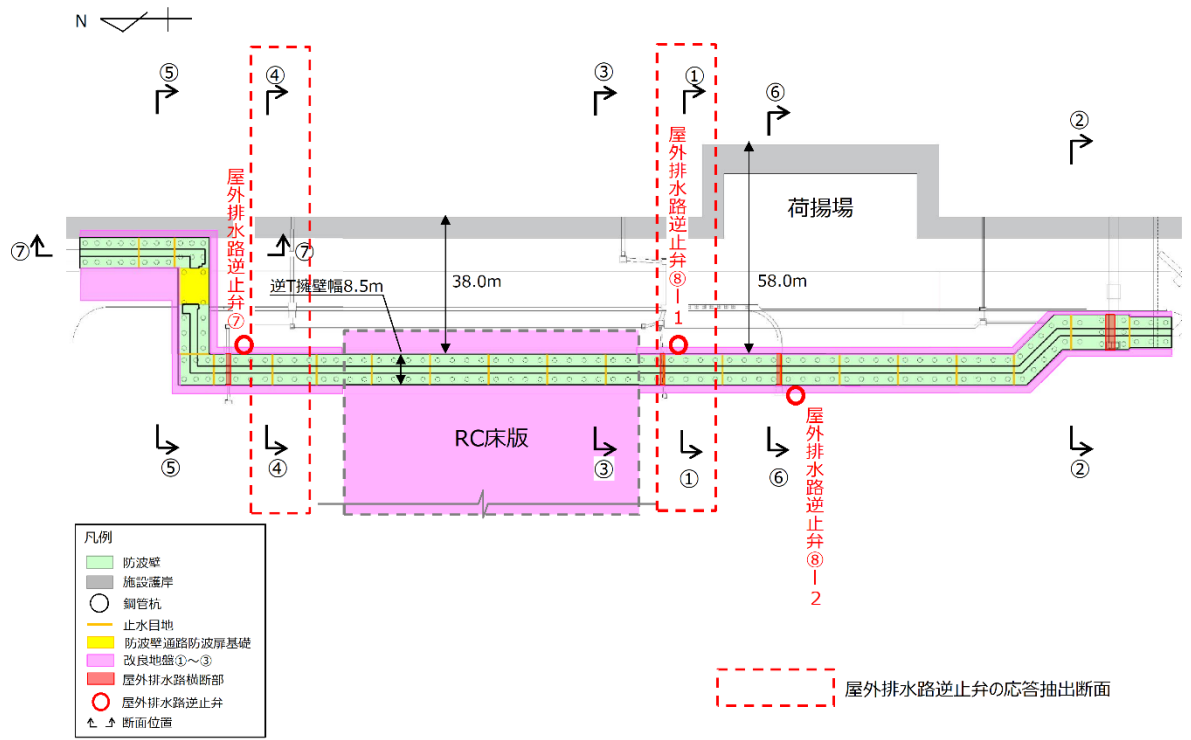 N
⑤
④
③
①
⑥
②
屋外排水路逆止弁⑦
屋外排水路逆止弁⑧ー1
荷揚場
⑦
⑦
38.0m
58.0m
逆T擁壁幅8.5m
RC床版
⑤
④
③
①
⑥
②
屋外排水路逆止弁⑧ー2
凡例
防波壁
施設護岸
鋼管杭
止水目地
防波壁通路防波扉基礎
改良地盤①～③
屋外排水路横断部
屋外排水路逆止弁
断面位置
屋外排水路逆止弁の応答抽出断面